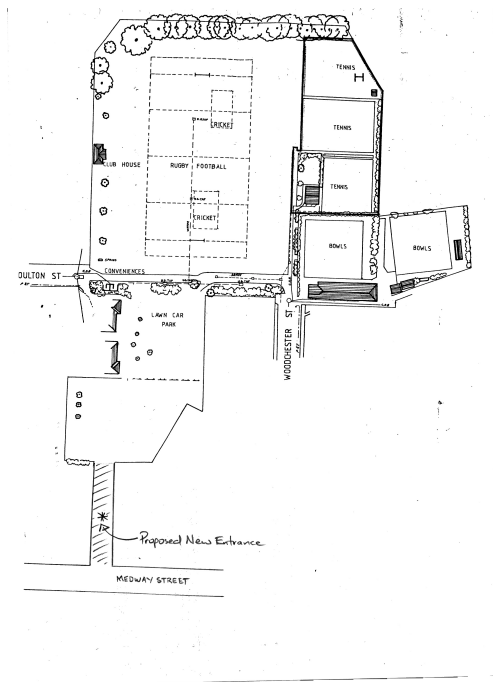 TENNIS
H
TENNIS
CRICKET
CLUB HOUSE
RUGBY FOOTBALL
TENNIS
CRICKET
BOWLS
BOWLS
OULTON ST
CONVENIENCES
LAWN CAR
PARK
WOODCHESTER ST
Proposed New Entrance
MEDWAY STREET